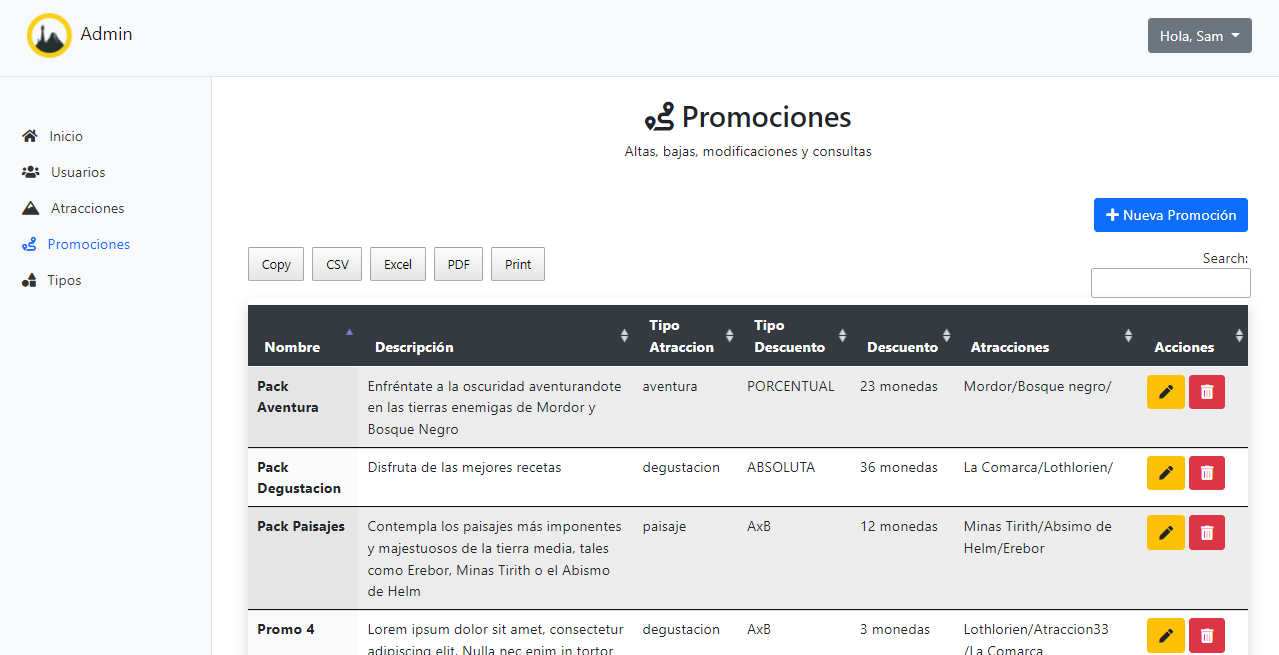 Admin
Hola, Sam
Inicio
Usuarios
Atracciones
Promociones
Tipos
Promociones
Altas, bajas, modificaciones y consultas
Nueva Promoción
Copy CSV Excel PDF Print
Search:
Nombre Descripción Tipo Atraccion Tipo Descuento Descuento Atracciones Acciones
Pack Aventura
Enfréntate a la oscuridad aventurandote
en las tierras enemigas de Mordor y
Bosque Negro
aventura
PORCENTUAL
23 monedas
Mordor/Bosque negro/
Pack Degustacion
Disfruta de las mejores recetas
degustacion
ABSOLUTA
36 monedas
La Comarca/Lothlorien/
Pack Paisajes
Contempla los paisajes más imponentes
y majestuosos de la tierra media, tales
como Erebor, Minas Tirith o el Abismo
de Helm
paisaje
AxB
12 monedas
Minas Tirith/Absimo de
Helm/Erebor
Promo 4
Lorem ipsum dolor sit amet, consectetur
adipiscing elit. Nulla nec enim in tortor
degustacion
AxB
3 monedas
Lothlorien/Atraccion33
/La Comarca